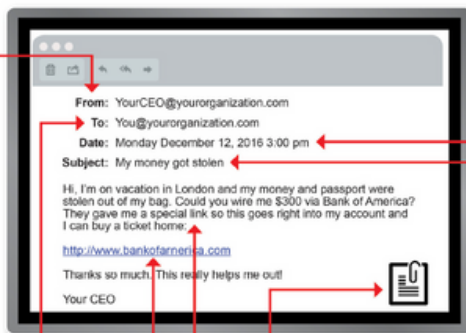 From: YourCEO@yourorganization.com
To: You@yourorganization.com
Date: Monday December 12, 2016 3:00 pm
Subject: My money got stolen
Hi, I'm on vacation in London and my money and passport were
stolen out of my bag. Could you wire me $300 via Bank of America?
They gave me a special link so this goes right into my account and
I can buy a ticket home:
http://www.bankofarnerica.com
Thanks so much. This really helps me out!
Your CEO